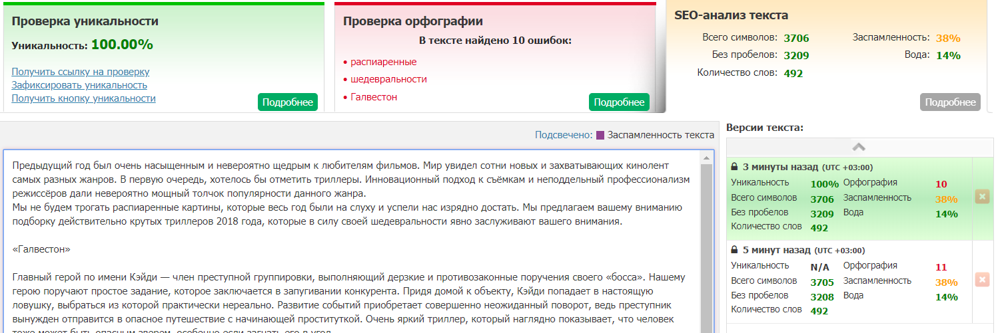 Проверка уникальности
Уникальность: 100.00%
Получить ссылку на проверку
Зафиксировать уникальность
Получить кнопку уникальности
Подробнее
Проверка орфографии
В тексте найдено 10 ошибок:
• распиаренные
• шедевральности
• Галвестон
Подробнее
SEO-анализ текста
Всего символов: 3706
Без пробелов: 3209
Количество слов: 492
Заспамленность: 38%
Вода: 14%
Подробнее
Подсвечено: Заспамленность текста
Предыдущий год был очень насыщенным и невероятно щедрым к любителям фильмов. Мир увидел сотни новых и захватывающих кинолент
самых разных жанров. В первую очередь, хотелось бы отметить триллеры. Инновационный подход к съёмкам и неподдельный профессионализм
режиссёров дали невероятно мощный толчок популярности данного жанра.
Мы не будем трогать распиаренные картины, которые весь год были на слуху и успели нас изрядно достать. Мы предлагаем вашему вниманию
подборку действительно крутых триллеров 2018 года, которые в силу своей шедевральности явно заслуживают вашего внимания.
«Галвестон»
Главный герой по имени Кэйди — член преступной группировки, выполняющий дерзкие и противозаконные поручения своего «босса». Нашему
герою поручают простое задание, которое заключается в запугивании конкурента. Придя домой к объекту, Кэйди попадает в настоящую
ловушку, выбраться из которой практически нереально. Развитие событий приобретает совершенно неожиданный поворот, ведь преступник
вынужден отправится в опасное путешествие с начинающей проституткой. Очень яркий триллер, который наглядно показывает, что человек
тоже может быть опасным зверем, особенно если загнать его в угол.
Версии текста:
3 минуты назад (UTC +03:00)
Уникальность 100% Орфография 10
Всего символов 3706 Заспамленность 38%
Без пробелов 3209 Вода 14%
Количество слов 492
5 минут назад (UTC +03:00)
Уникальность N/A Орфография 11
Всего символов 3705 Заспамленность 38%
Без пробелов 3208 Вода 14%
Количество слов 492